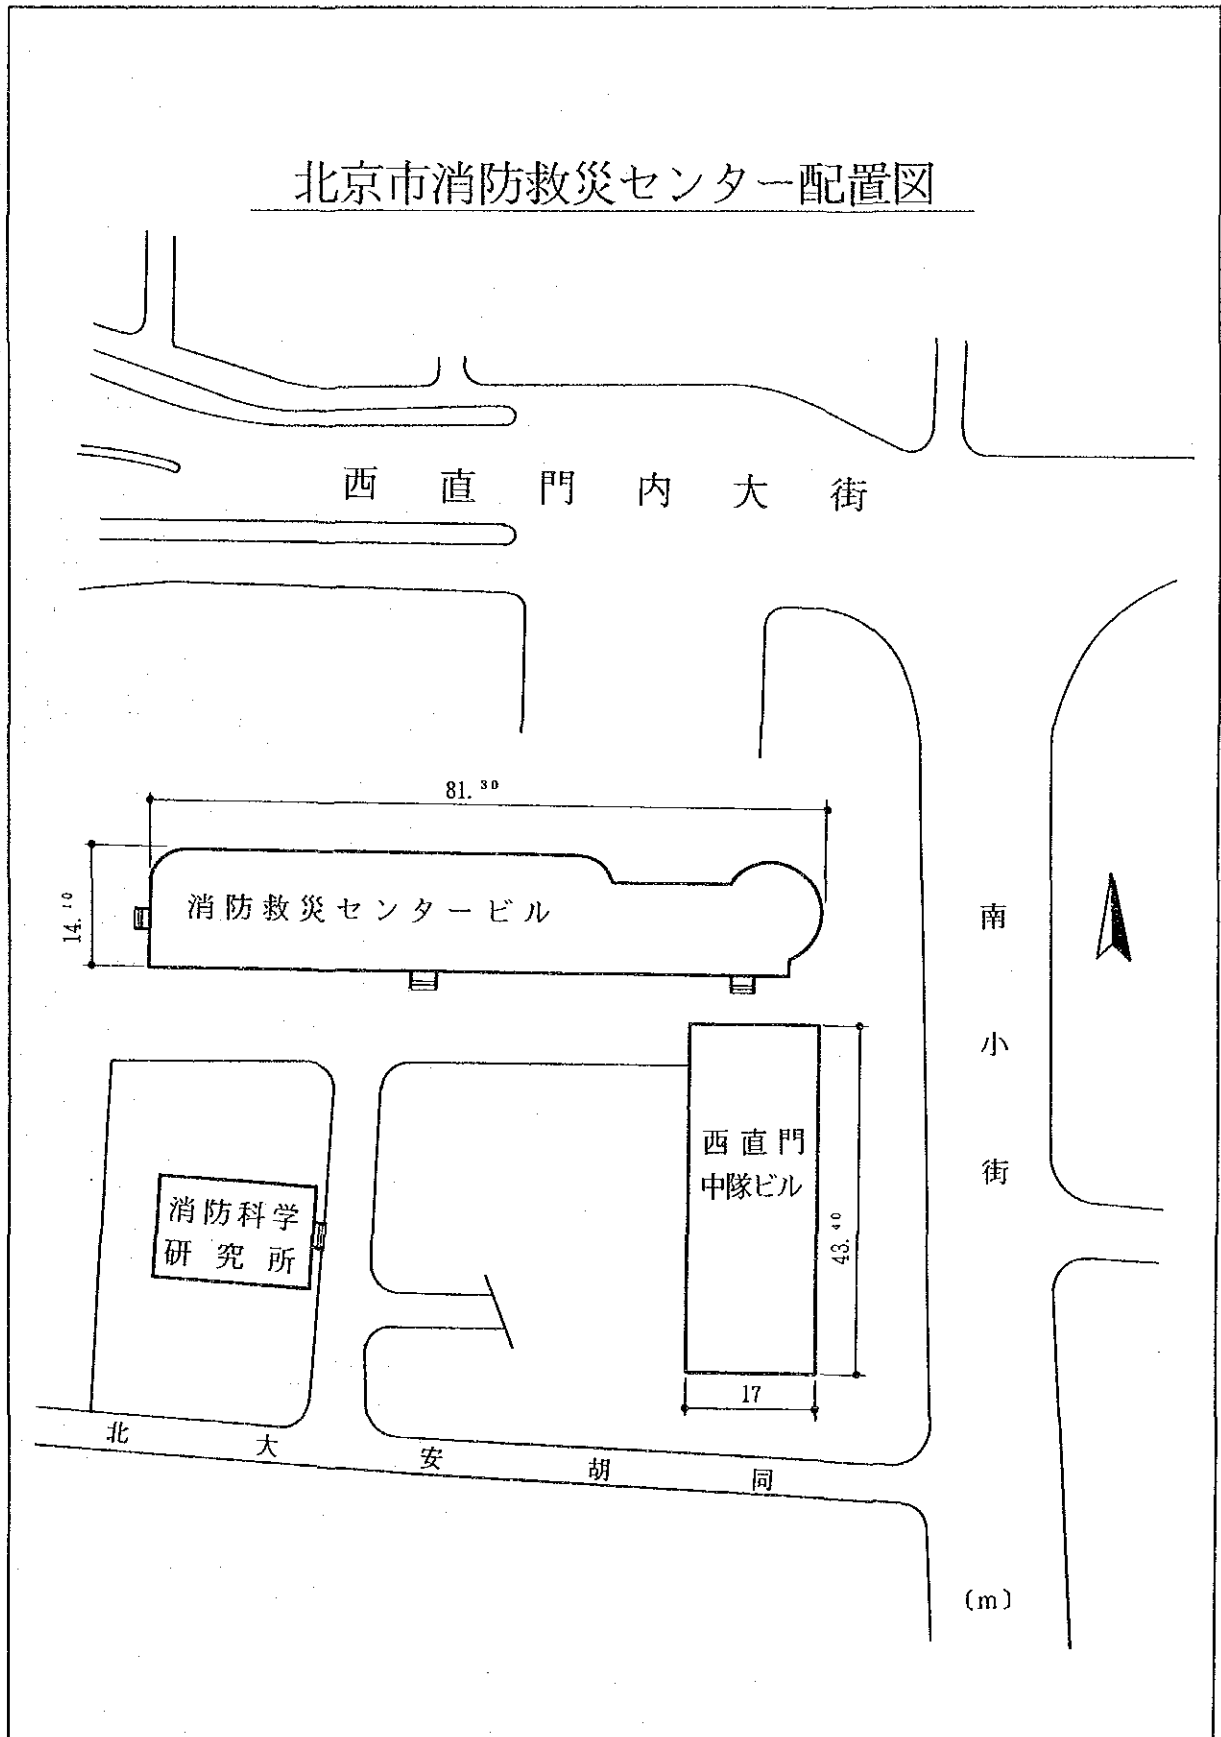 北京市消防救災センター配置図
西直門内大街
81.30
14.10
消防救災センタービル
南小街
西直門
中隊ビル
43.40
消防科学
研究所
17
北大安胡同
(m)